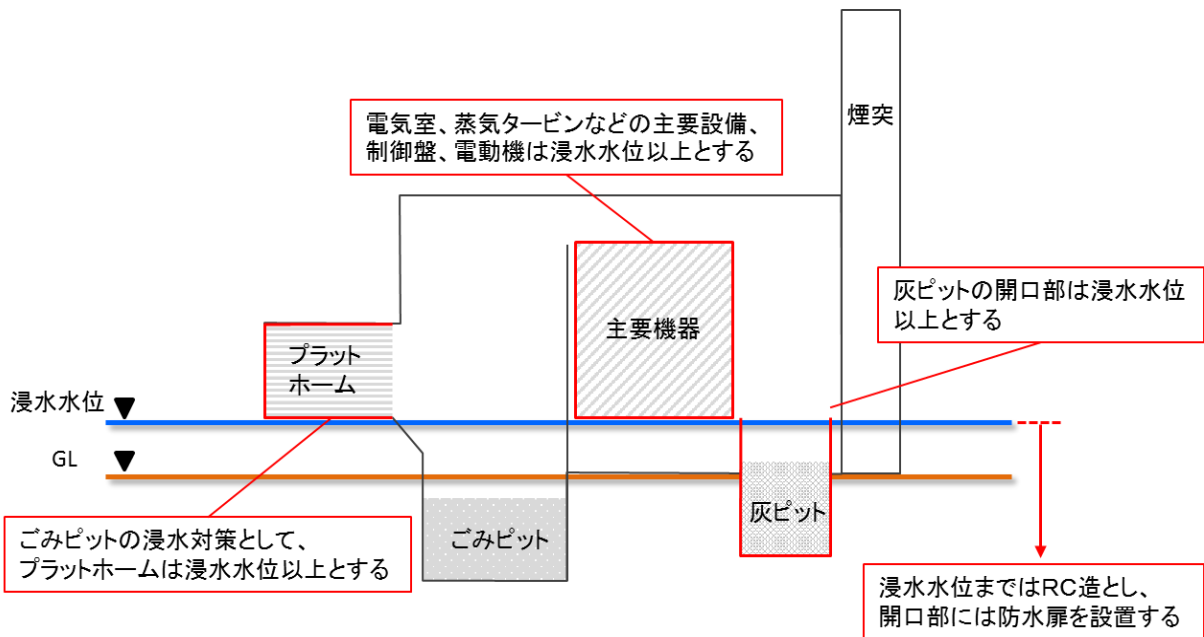 煙突
電気室、蒸気タービンなどの主要設備、
制御盤、電動機は浸水水位以上とする
灰ピットの開口部は浸水水位
以上とする
主要機器
プラット
ホーム
浸水水位
GL
灰ピット
ごみピット
ごみピットの浸水対策として、
プラットホームは浸水水位以上とする
浸水水位まではRC造とし、
開口部には防水扉を設置する